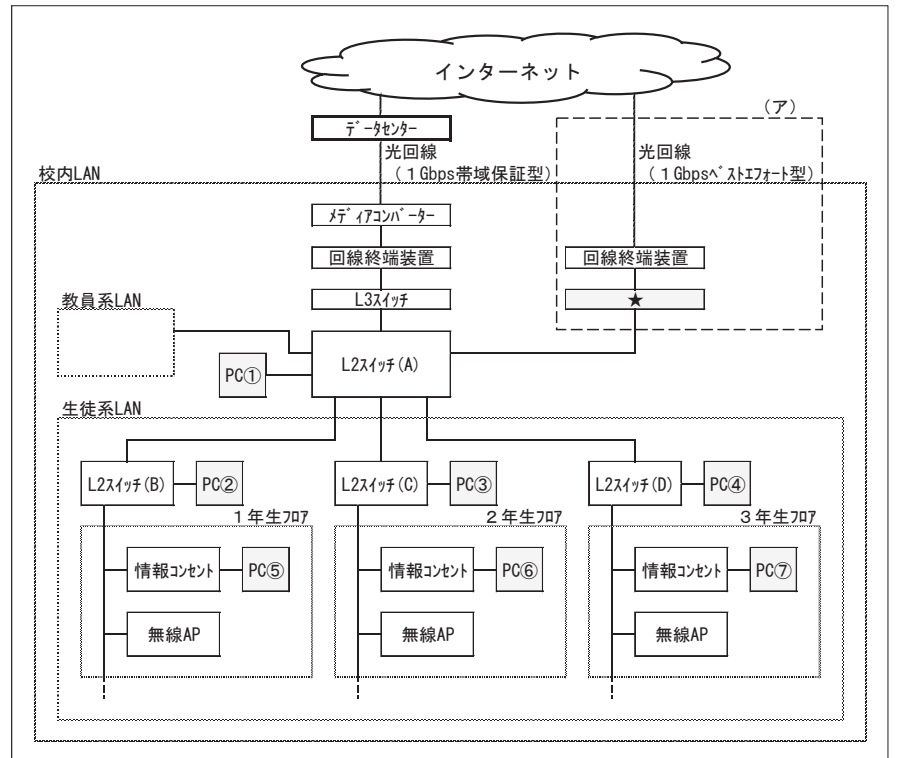 インターネット
(ア)
ﾃﾞｰﾀｾﾝﾀｰ
光回線
(１Gbps帯域保証型)
光回線
(１Gbpsﾍﾞｽﾄｴﾌｫｰﾄ型)
校内LAN
ﾒﾃﾞｨｱｺﾝﾊﾞｰﾀｰ
回線終端装置
回線終端装置
L3ｽｲｯﾁ
★
教員系LAN
L2ｽｲｯﾁ(A)
PC①
生徒系LAN
L2ｽｲｯﾁ(B)
PC②
L2ｽｲｯﾁ(C)
PC③
L2ｽｲｯﾁ(D)
PC④
１年生ﾌﾛｱ
２年生ﾌﾛｱ
３年生ﾌﾛｱ
情報ｺﾝｾﾝﾄ
PC⑤
情報ｺﾝｾﾝﾄ
PC⑥
情報ｺﾝｾﾝﾄ
PC⑦
無線AP
無線AP
無線AP